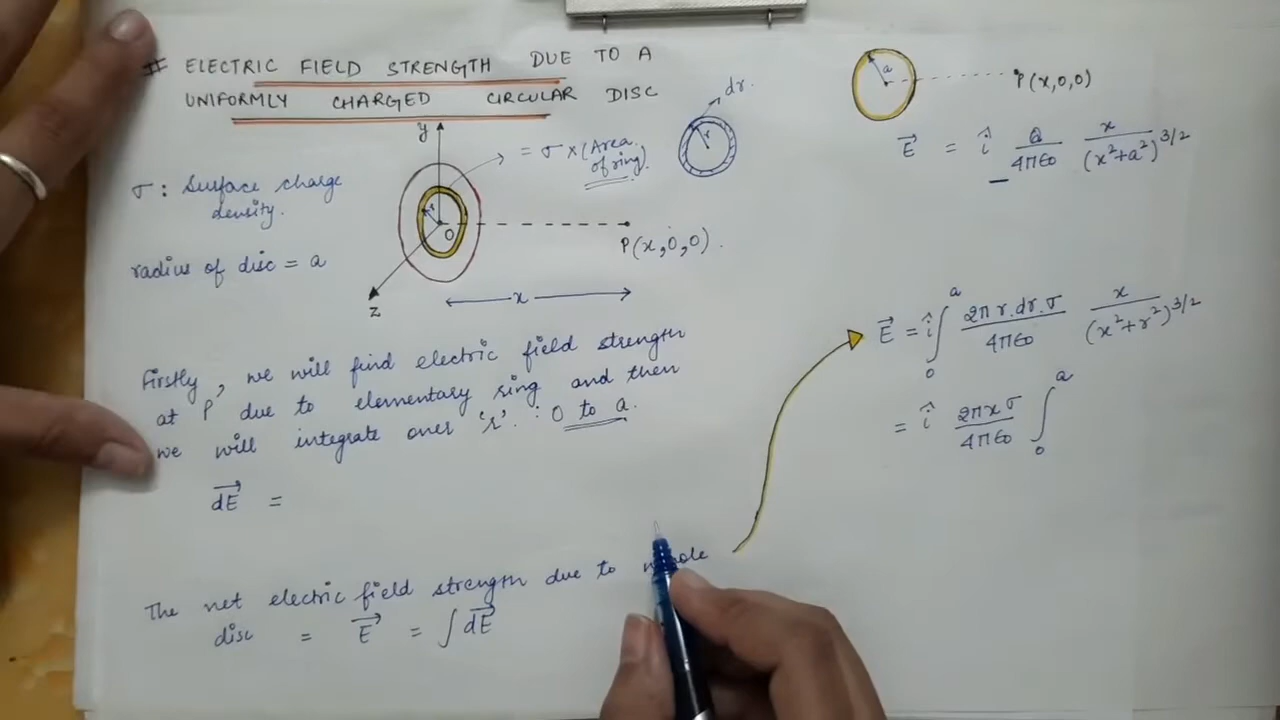 # ELECTRIC FIELD STRENGTH DUE TO A
UNIFORMLY CHARGED CIRCULAR DISC
σ : Surface charge
density.
radius of disc = a
y
r
O
z
x
P(x,0,0).
= σ x (Area
of ring).
dr.
r
Firstly, we will find electric field strength
at P due to elementary ring and then
we will integrate over 'r'. : 0 to a.
dE⃗ =
The net electric field strength due to whole
disc = E⃗ = ∫ dE⃗
a
P(x,0,0)
E⃗ = î Q/4πε0 x/(x²+a²)^3/2
E⃗ = î ∫₀ᵃ 2πr.dr.σ/4πε0 x/(x²+r²)^3/2
= î 2πxσ/4πε0 ∫₀ᵃ